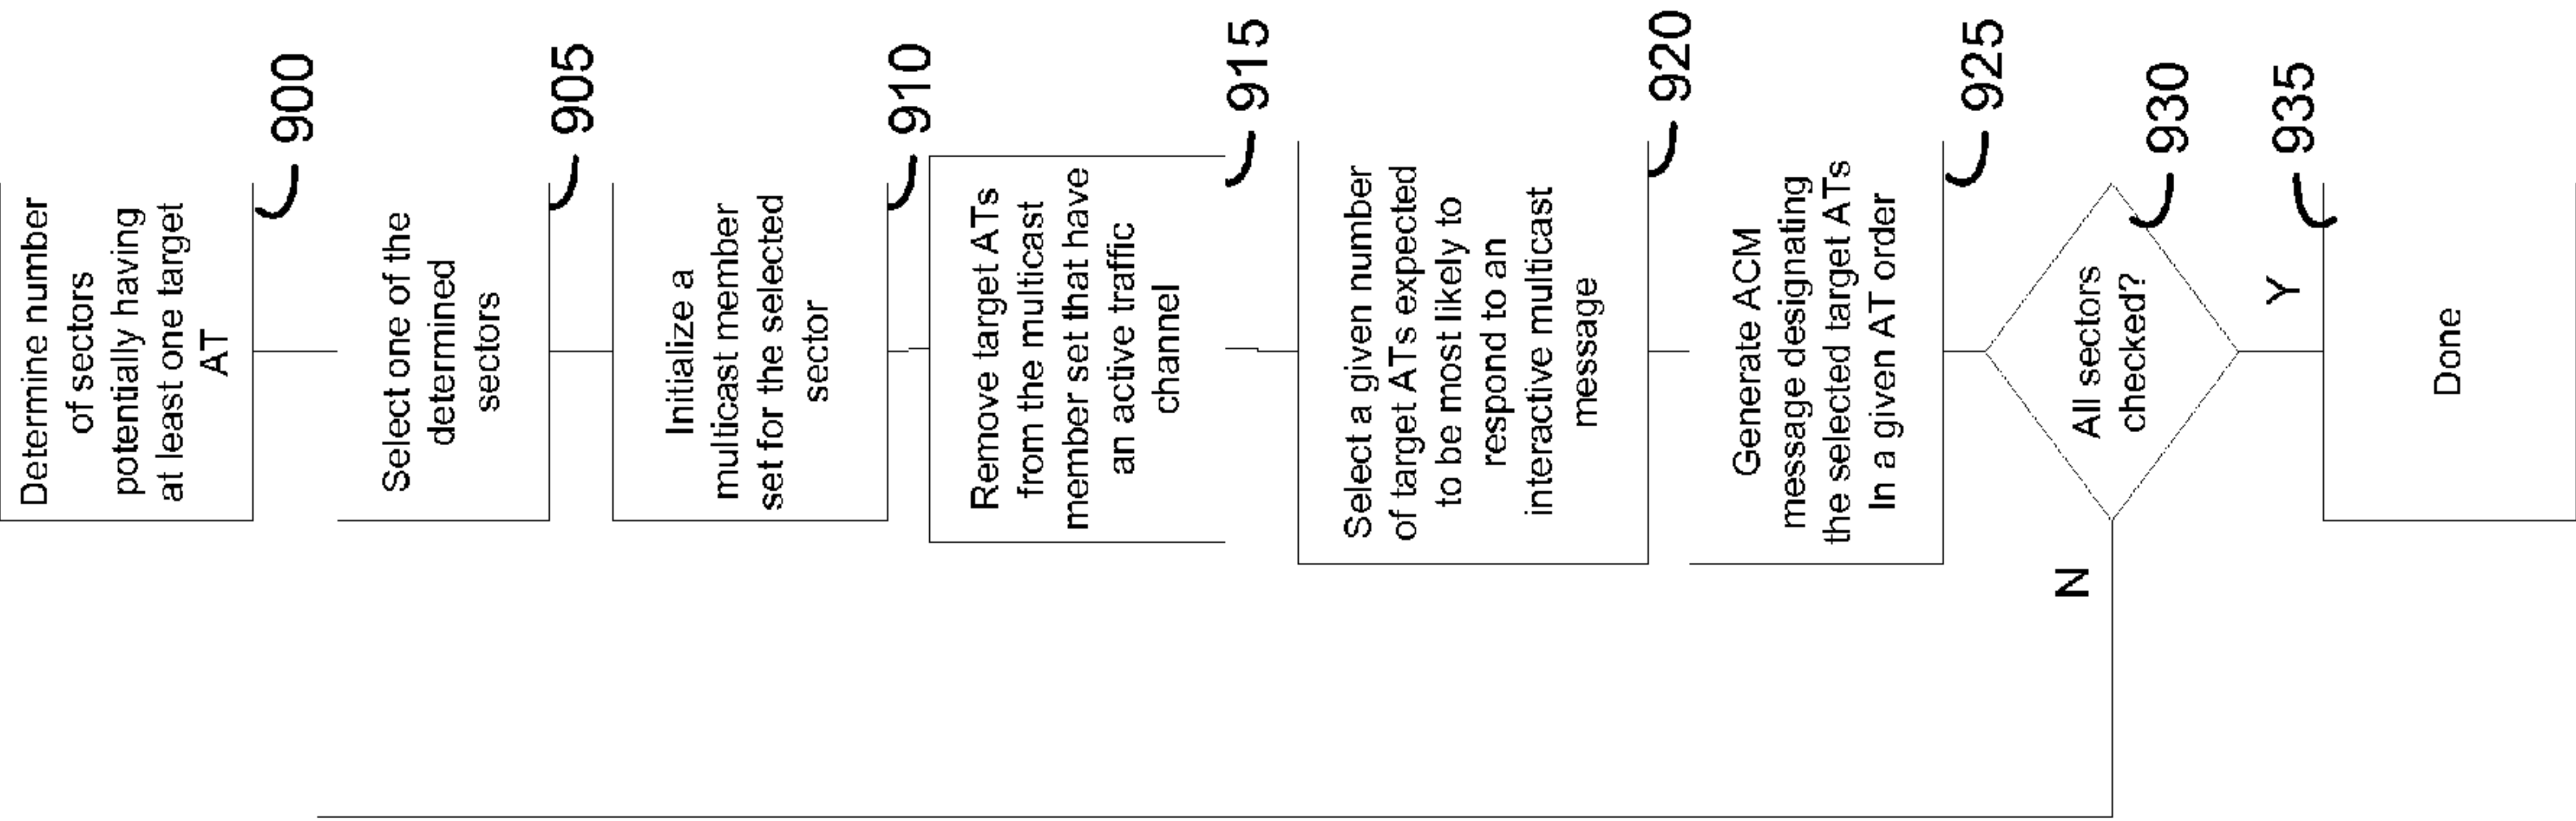 Determine number
of sectors
potentially having
at least one target
AT
900
Select one of the
determined
sectors
905
Initialize a
multicast member
set for the selected
sector
910
Remove target ATs
from the multicast
member set that have
an active traffic
channel
915
Select a given number
of target ATs expected
to be most likely to
respond to an
interactive multicast
message
920
Generate ACM
message designating
the selected target ATs
In a given AT order
925
All sectors
checked?
930
N
Y
935
Done